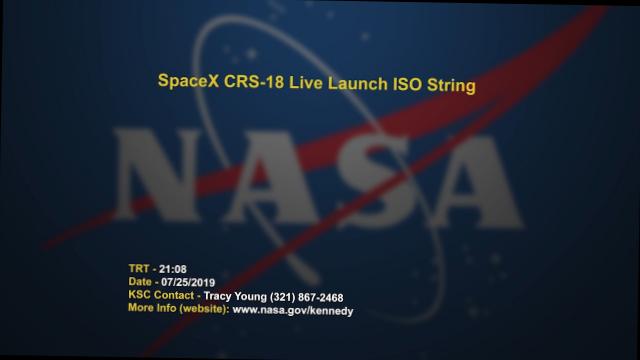 SpaceX CRS-18 Live Launch ISO String
NASA
TRT - 21:08
Date - 07/25/2019
KSC Contact - Tracy Young (321) 867-2468
More Info (website): www.nasa.gov/kennedy